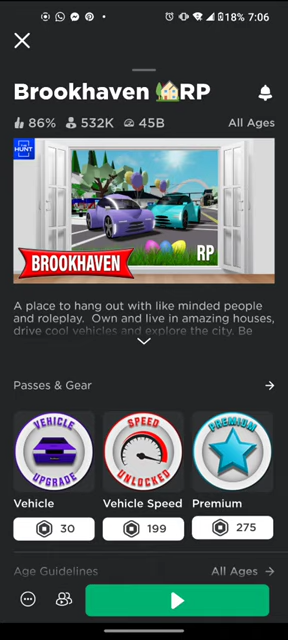 18% 7:06
Brookhaven 🏡RP
86% 532K 45B All Ages
THE HUNT
RP
BROOKHAVEN
A place to hang out with like minded people
and roleplay. Own and live in amazing houses,
drive cool vehicles and explore the city. Be
Passes & Gear
VEHICLE UPGRADE
SPEED UNLOCKED
PREMIUM
Vehicle Vehicle Speed Premium
30 199 275
Age Guidelines All Ages